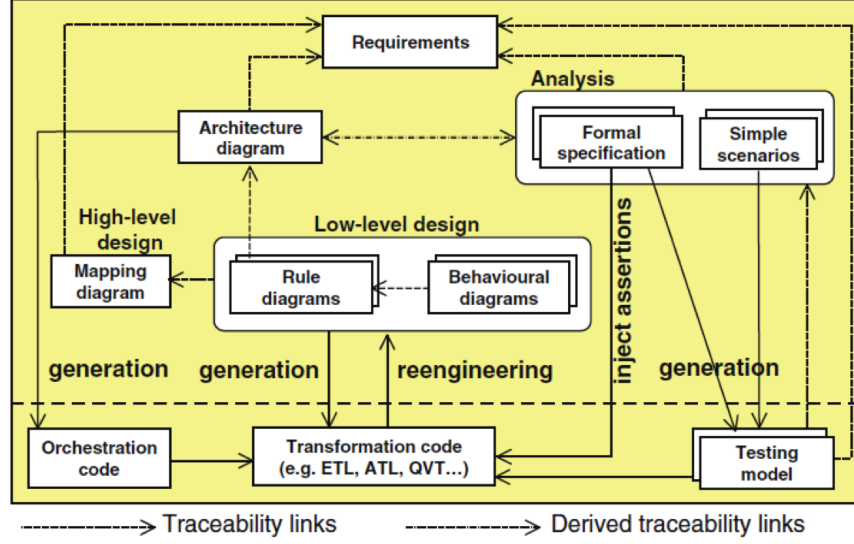 Requirements
Analysis
Architecture
diagram
Formal
specification
Simple
scenarios
High-level
design
Low-level design
Mapping
diagram
Rule
diagrams
Behavioural
diagrams
inject assertions
generation
generation
reengineering
generation
Orchestration
code
Transformation code
(e.g. ETL, ATL, QVT...)
Testing
model
Traceability links
Derived traceability links